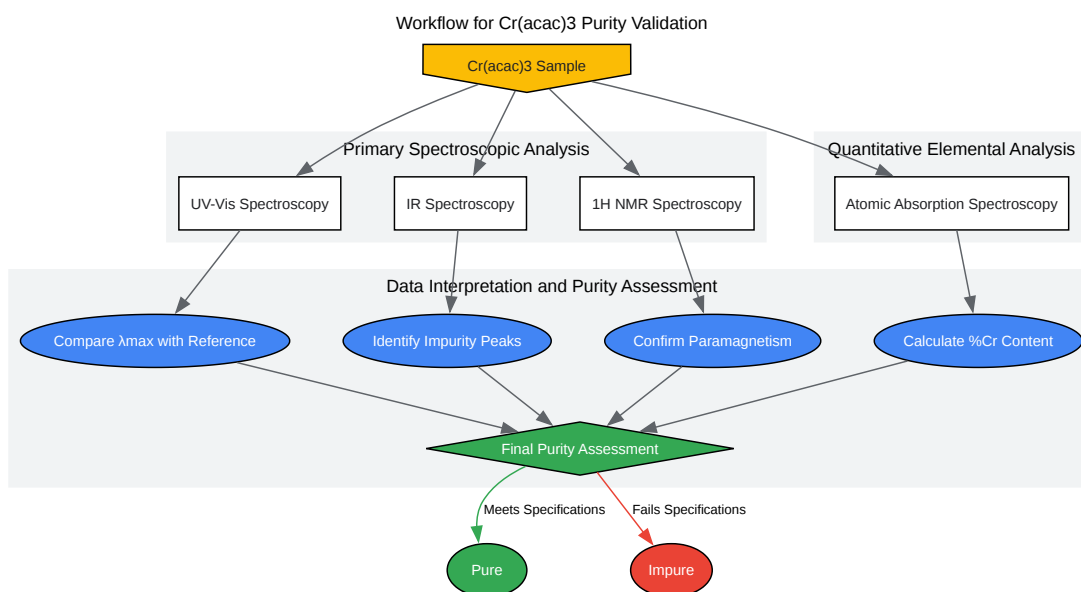 Workflow for Cr(acac)3 Purity Validation
Cr(acac)3 Sample
Primary Spectroscopic Analysis
Quantitative Elemental Analysis
UV-Vis Spectroscopy
IR Spectroscopy
1H NMR Spectroscopy
Atomic Absorption Spectroscopy
Data Interpretation and Purity Assessment
Compare λmax with Reference
Identify Impurity Peaks
Confirm Paramagnetism
Calculate %Cr Content
Final Purity Assessment
Meets Specifications
Fails Specifications
Pure
Impure